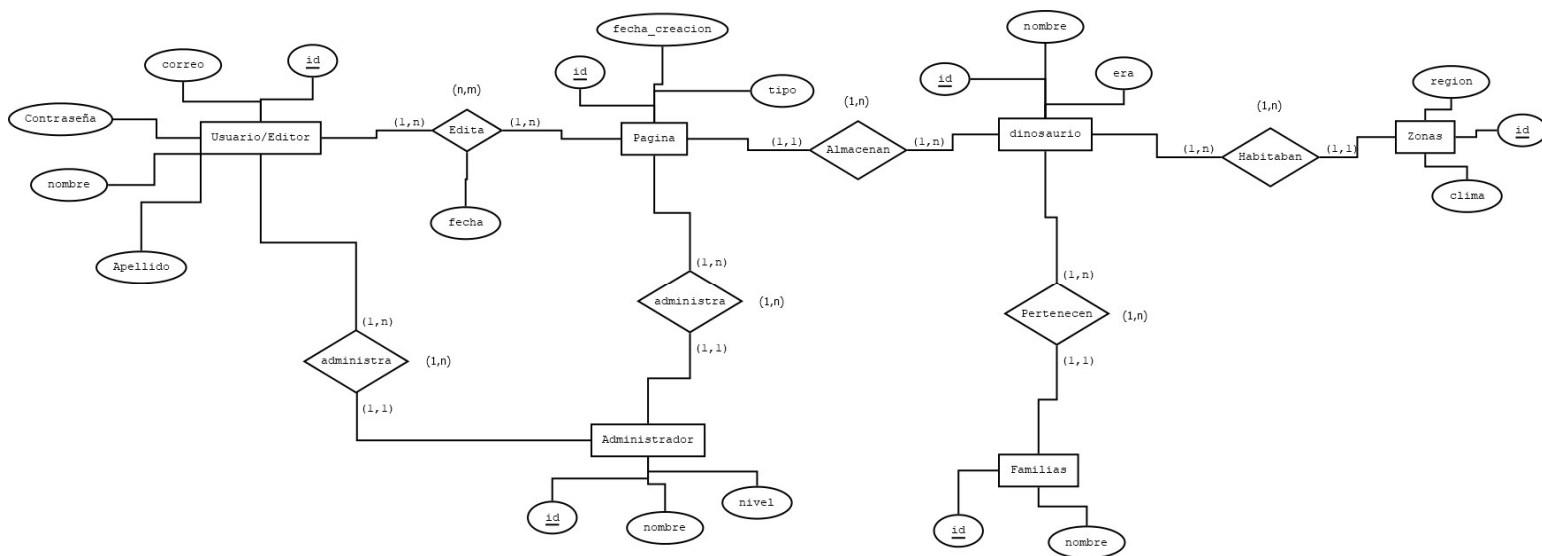 fecha_creacion
nombre
correo
id
id
tipo
id
era
region
Contraseña
Usuario/Editor
(1,n)
(n,m)
Edita
(1,n)
Pagina
(1,1)
(1,n)
Almacenan
(1,n)
dinosaurio
(1,n)
(1,n)
Habitaban
(1,1)
Zonas
id
nombre
fecha
clima
Apellido
(1,n)
administra
(1,n)
(1,1)
(1,n)
administra
(1,n)
(1,1)
(1,n)
Pertenecen
(1,n)
(1,1)
Administrador
id
nombre
nivel
Familias
id
nombre